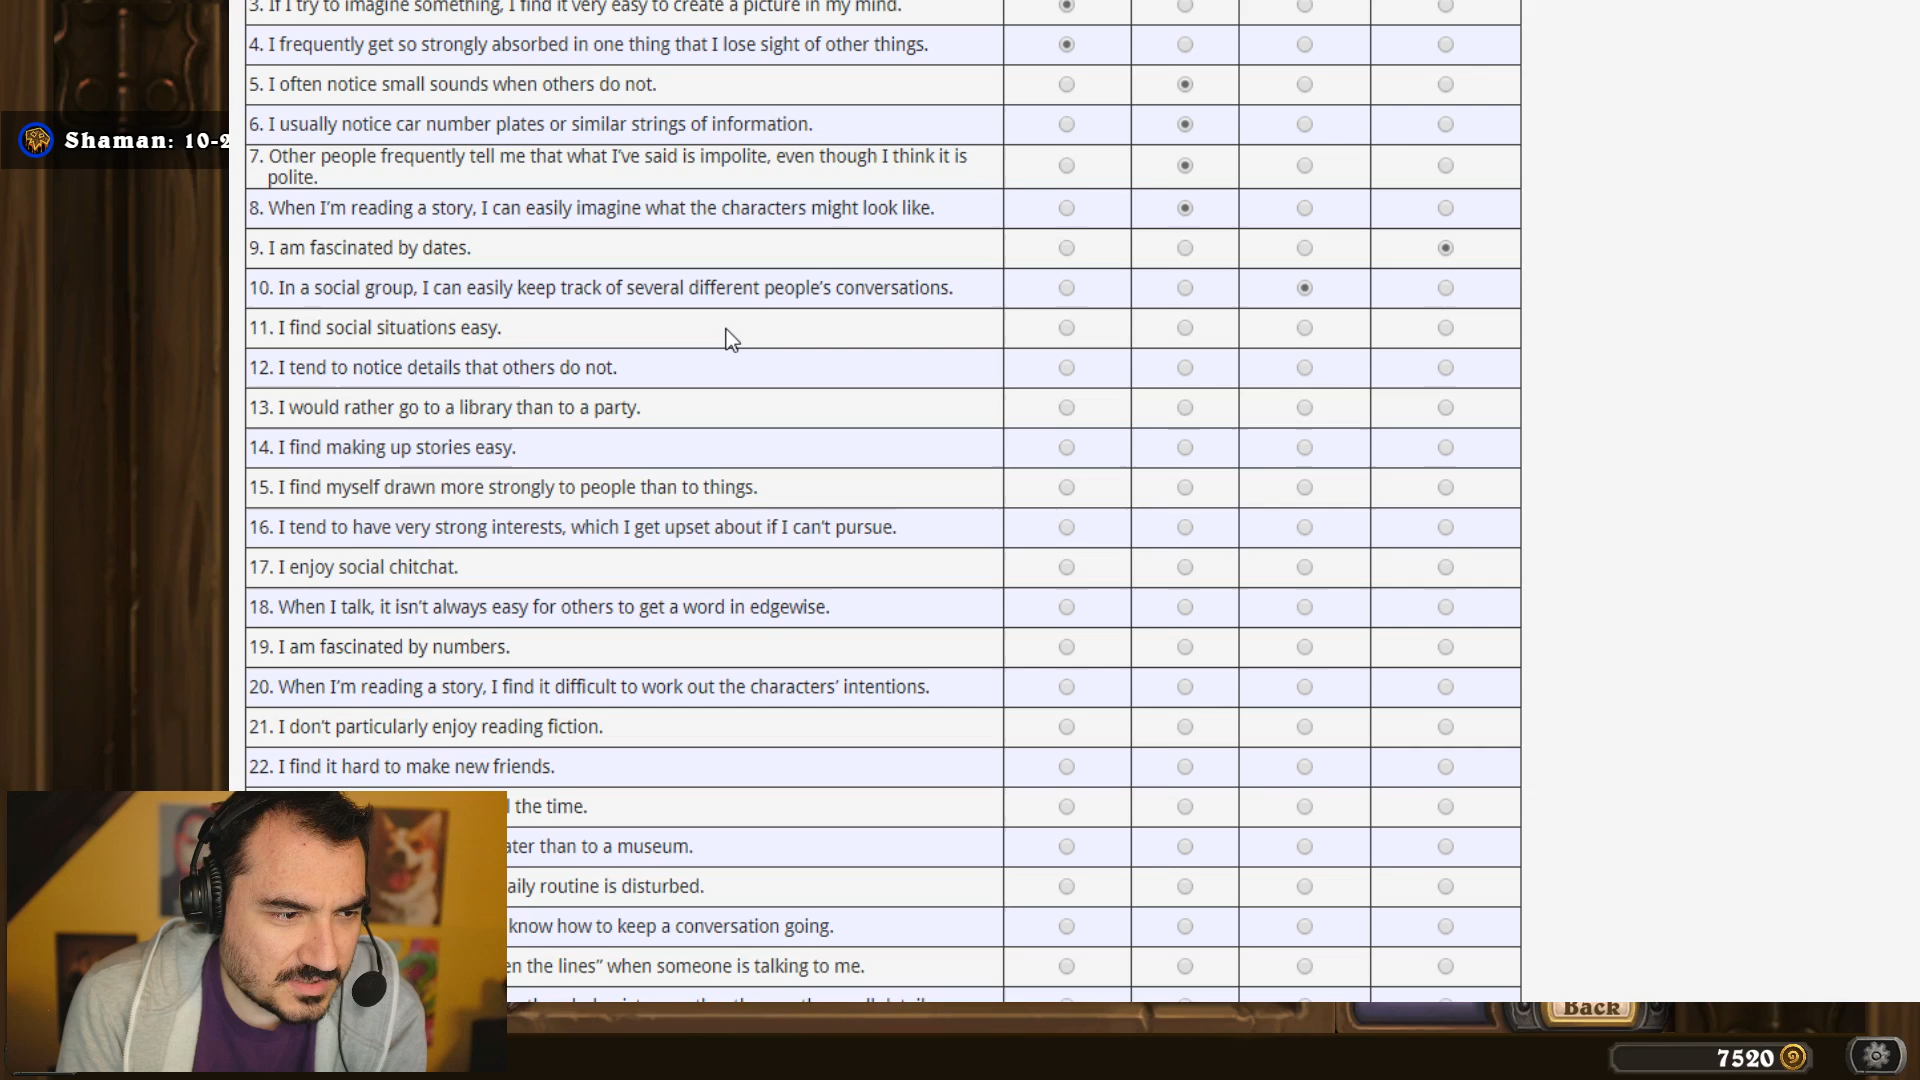 3. If I try to imagine something, I find it very easy to create a picture in my mind.
4. I frequently get so strongly absorbed in one thing that I lose sight of other things.
5. I often notice small sounds when others do not.
6. I usually notice car number plates or similar strings of information.
Shaman: 10-2
7. Other people frequently tell me that what I've said is impolite, even though I think it is
polite.
8. When I'm reading a story, I can easily imagine what the characters might look like.
9. I am fascinated by dates.
10. In a social group, I can easily keep track of several different people's conversations.
11. I find social situations easy.
12. I tend to notice details that others do not.
13. I would rather go to a library than to a party.
14. I find making up stories easy.
15. I find myself drawn more strongly to people than to things.
16. I tend to have very strong interests, which I get upset about if I can't pursue.
17. I enjoy social chitchat.
18. When I talk, it isn't always easy for others to get a word in edgewise.
19. I am fascinated by numbers.
20. When I'm reading a story, I find it difficult to work out the characters' intentions.
21. I don't particularly enjoy reading fiction.
22. I find it hard to make new friends.
the time.
than to a museum.
routine is disturbed.
know how to keep a conversation going.
the lines” when someone is talking to me.
Back
7520